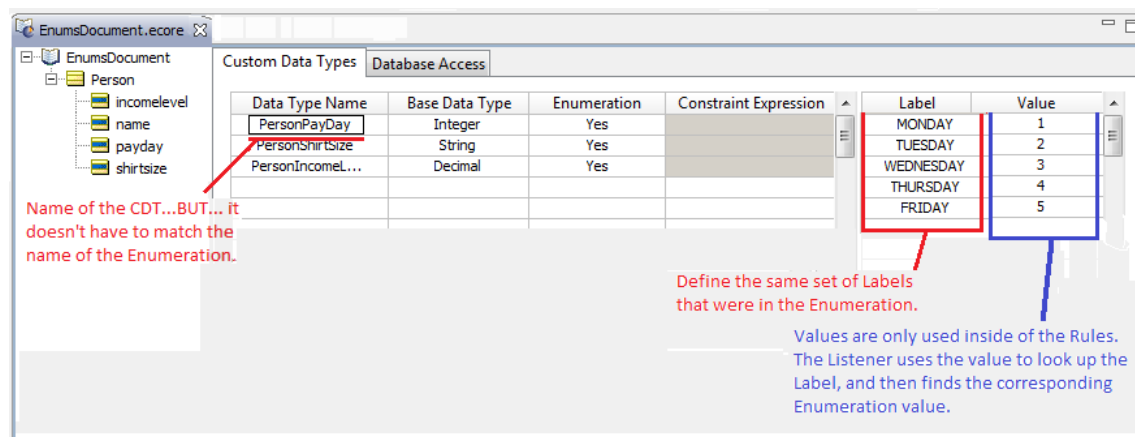 EnumsDocument.ecore
EnumsDocument
Person
incomelevel
name
payday
shirtsize
Custom Data Types Database Access
Data Type Name Base Data Type Enumeration Constraint Expression Label Value
PersonPayDay Integer Yes MONDAY 1
PersonShirtSize String Yes TUESDAY 2
PersonIncomeL... Decimal Yes WEDNESDAY 3
THURSDAY 4
FRIDAY 5
Name of the CDT...BUT... it
doesn't have to match the
name of the Enumeration.
Define the same set of Labels
that were in the Enumeration.
Values are only used inside of the Rules.
The Listener uses the value to look up the
Label, and then finds the corresponding
Enumeration value.